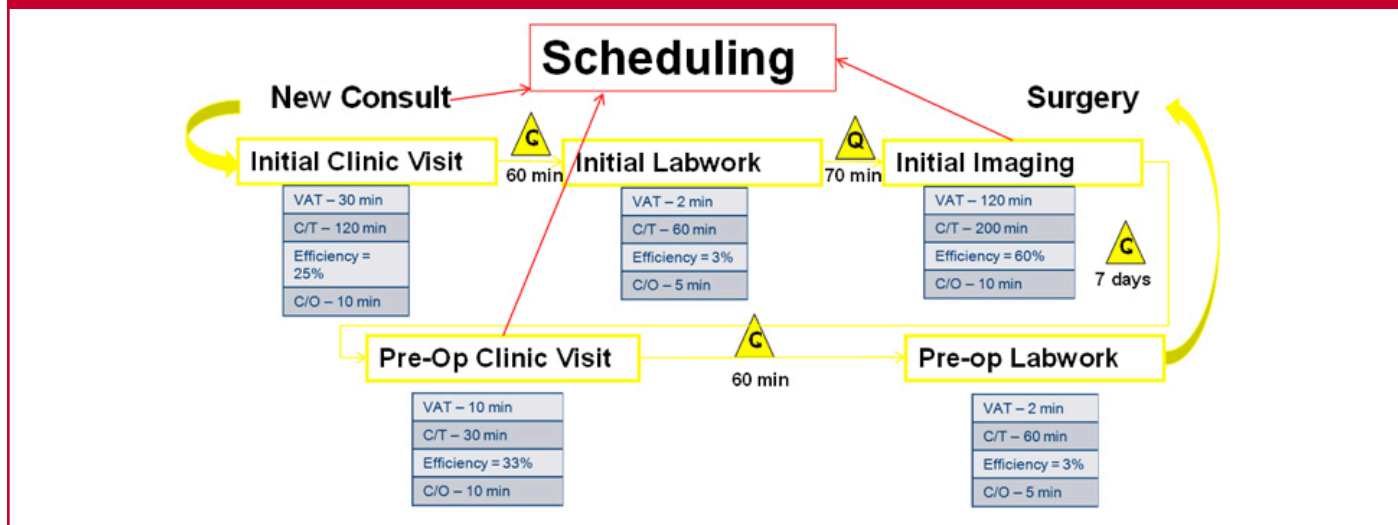 Scheduling
New Consult
Surgery
Initial Clinic Visit
Q
60 min
Initial Labwork
Q
70 min
Initial Imaging
VAT – 30 min
C/T – 120 min
Efficiency =
25%
C/O – 10 min
VAT – 2 min
C/T – 60 min
Efficiency = 3%
C/O – 5 min
VAT – 120 min
C/T – 200 min
Efficiency = 60%
C/O – 10 min
Q
7 days
Pre-Op Clinic Visit
Q
60 min
Pre-op Labwork
VAT – 10 min
C/T – 30 min
Efficiency = 33%
C/O – 10 min
VAT – 2 min
C/T – 60 min
Efficiency = 3%
C/O – 5 min